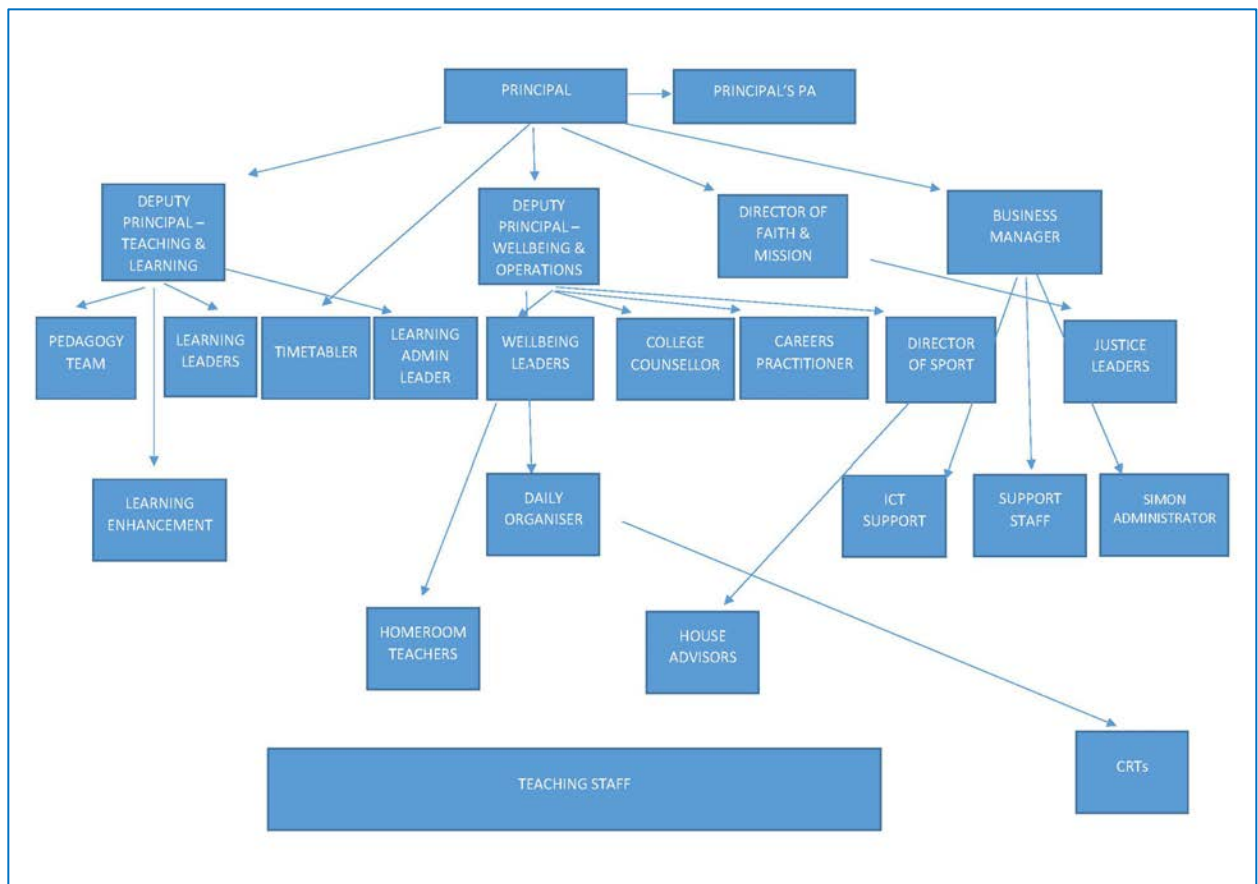 PRINCIPAL
PRINCIPAL'S PA
DEPUTY
PRINCIPAL –
TEACHING &
LEARNING
DEPUTY
PRINCIPAL –
WELLBEING &
OPERATIONS
DIRECTOR OF
FAITH &
MISSION
BUSINESS
MANAGER
PEDAGOGY
TEAM
LEARNING
LEADERS
TIMETABLER
LEARNING
ADMIN
LEADER
WELLBEING
LEADERS
COLLEGE
COUNSELLOR
CAREERS
PRACTITIONER
DIRECTOR
OF SPORT
JUSTICE
LEADERS
LEARNING
ENHANCEMENT
DAILY
ORGANISER
ICT
SUPPORT
SUPPORT
STAFF
SIMON
ADMINISTRATOR
HOMEROOM
TEACHERS
HOUSE
ADVISORS
CRTs
TEACHING STAFF